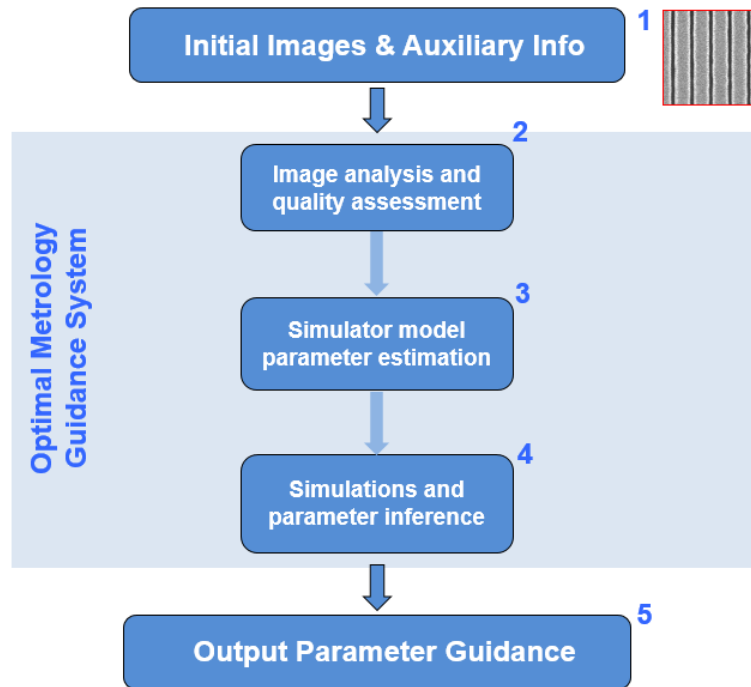 1
Initial Images & Auxiliary Info
2
Image analysis and
quality assessment
Optimal Metrology
Guidance System
3
Simulator model
parameter estimation
4
Simulations and
parameter inference
5
Output Parameter Guidance